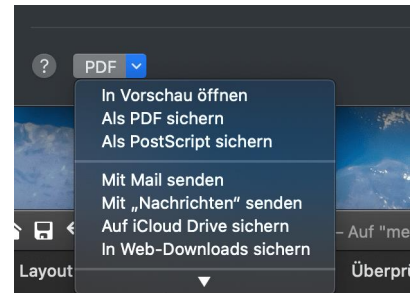 ?
PDF
In Vorschau öffnen
Als PDF sichern
Als PostScript sichern
Mit Mail senden
Mit „Nachrichten“ senden
Auf iCloud Drive sichern
In Web-Downloads sichern
– Auf "me
Layout
Überpri